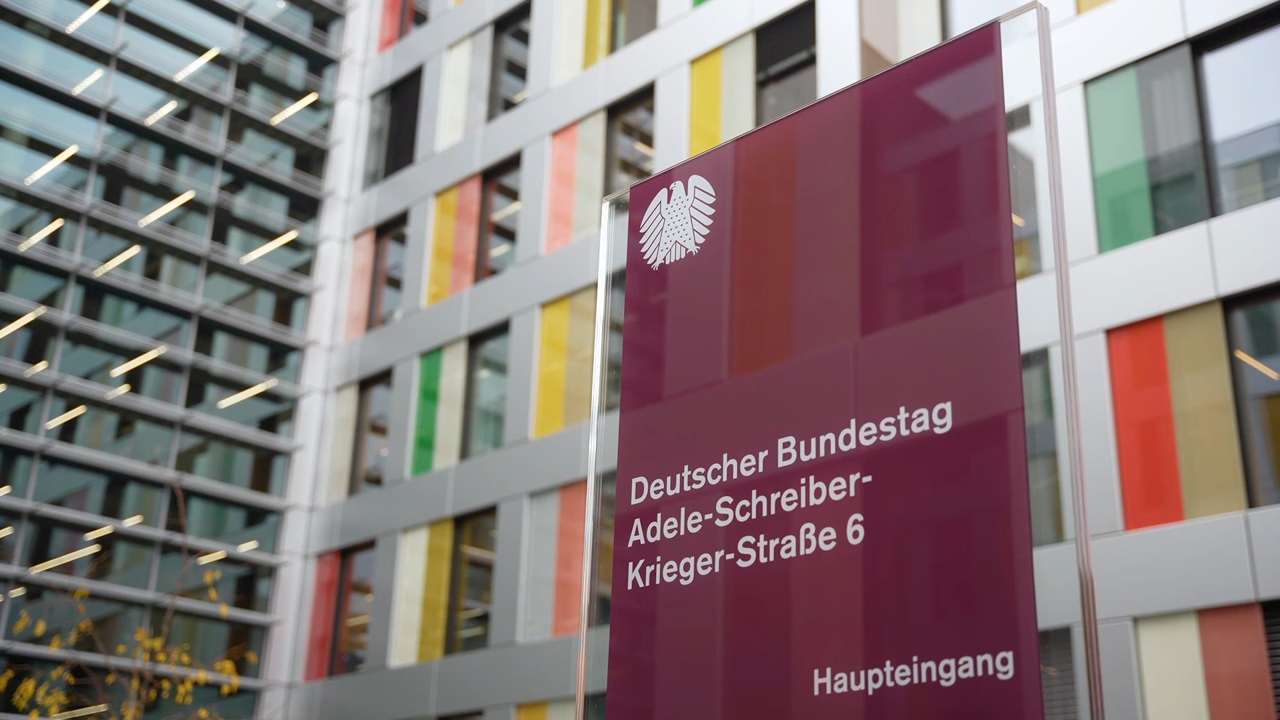 Deutscher Bundestag
Adele-Schreiber-
Krieger-Straße 6
Haupteingang